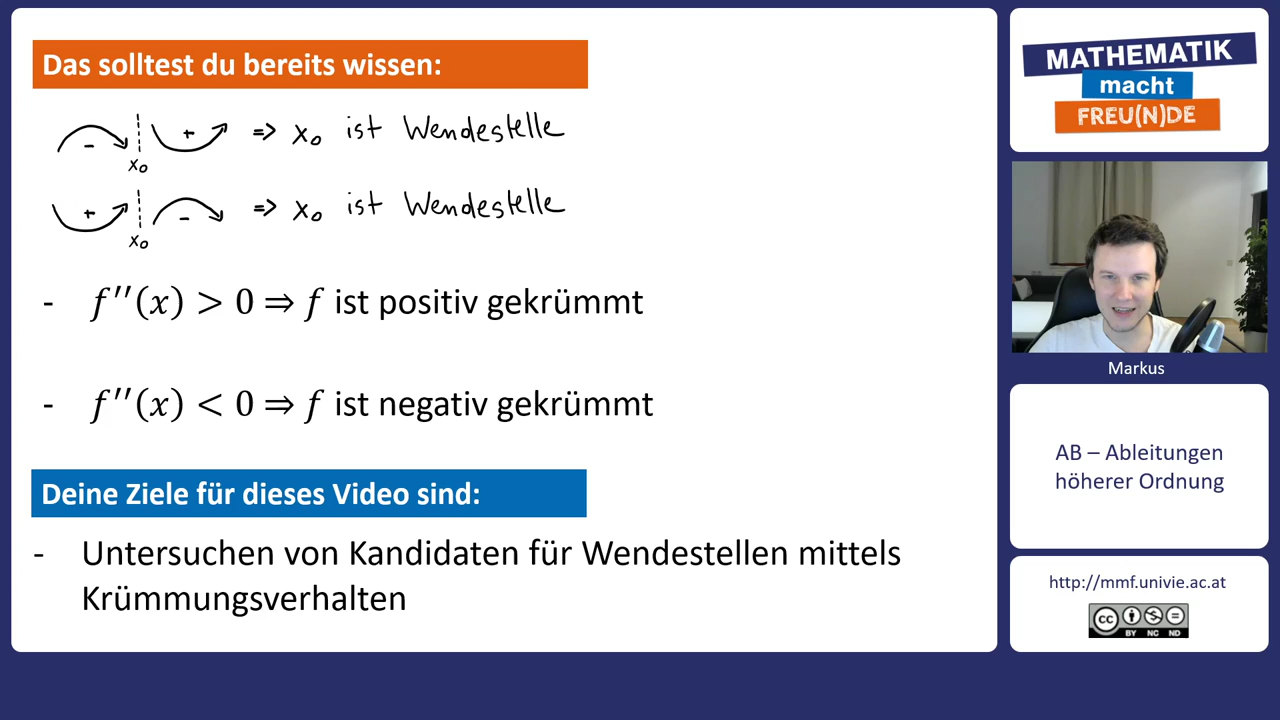 Das solltest du bereits wissen:
- x₀ + => x₀ ist Wendestelle
+ x₀ - => x₀ ist Wendestelle
- f′′(x) > 0 ⇒ f ist positiv gekrümmt
- f′′(x) < 0 ⇒ f ist negativ gekrümmt
Deine Ziele für dieses Video sind:
- Untersuchen von Kandidaten für Wendestellen mittels
Krümmungsverhalten
MATHEMATIK
macht
FREU(N)DE
Markus
AB – Ableitungen
höherer Ordnung
http://mmf.univie.ac.at
cc
BY NC ND